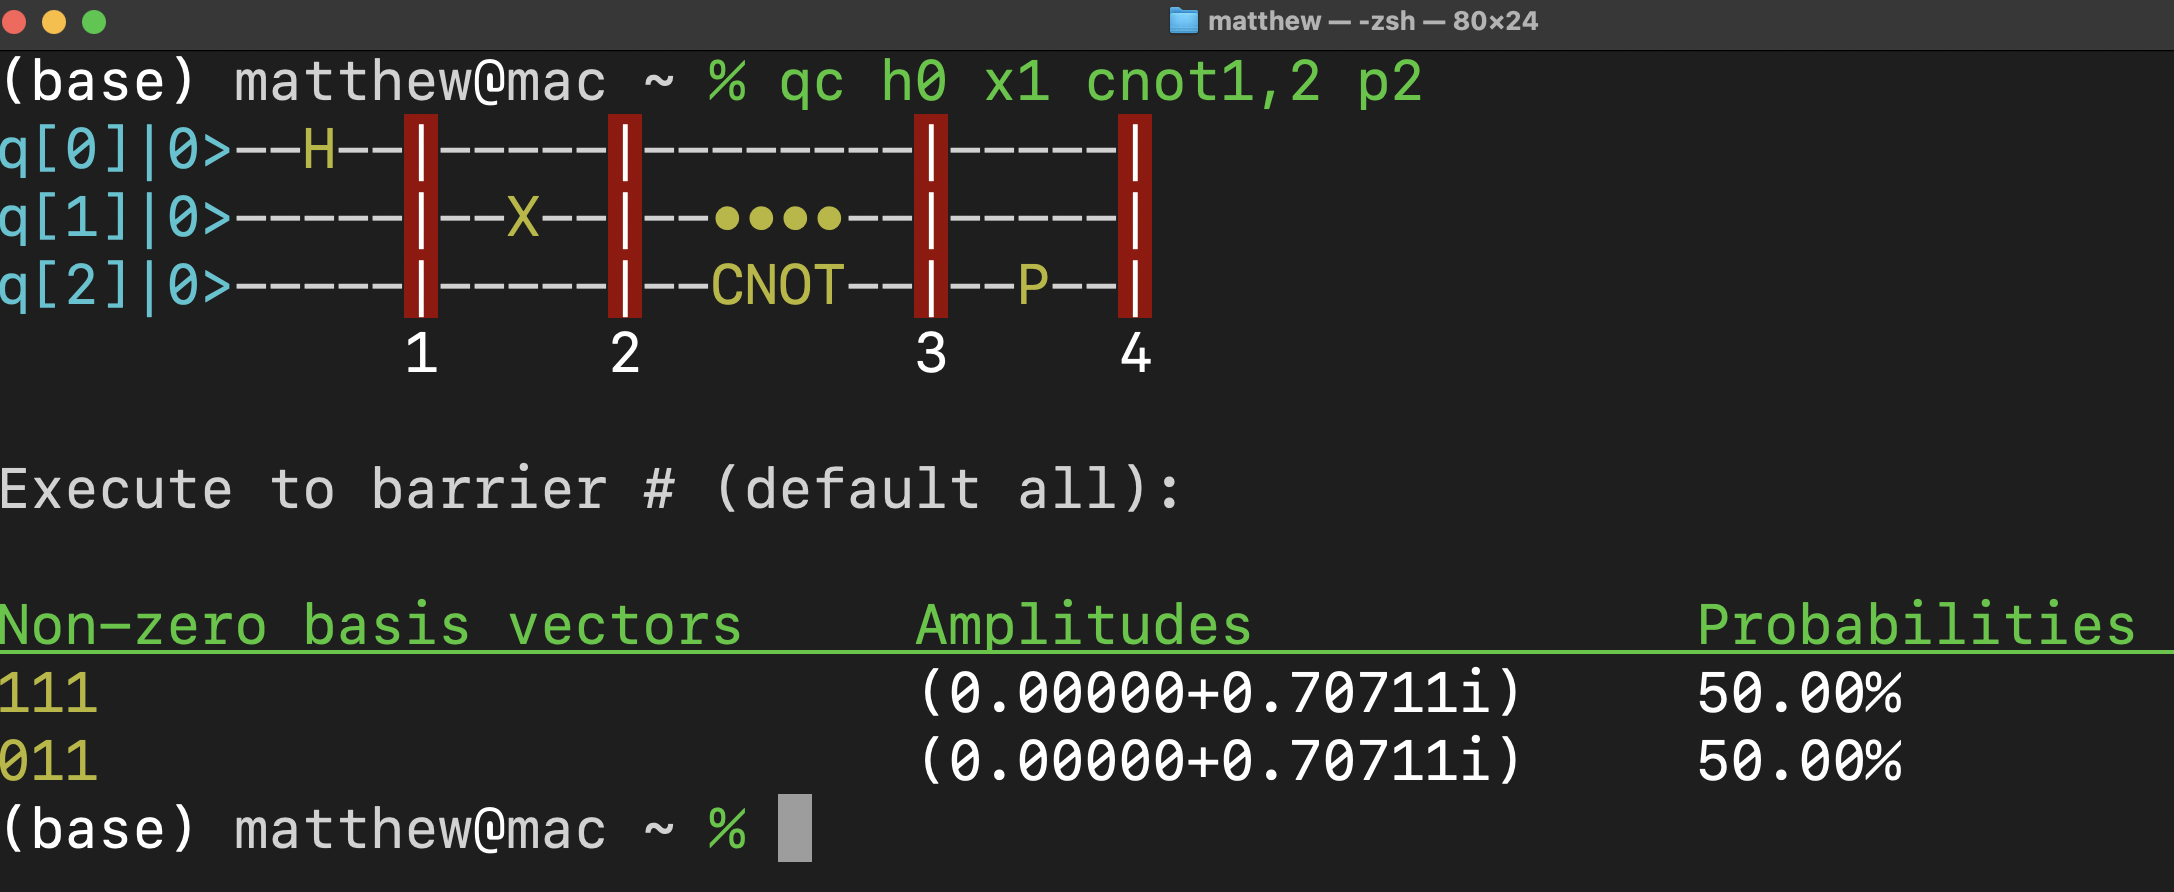 matthew — -zsh — 80×24
(base) matthew@mac ~ % qc h0 x1 cnot1,2 p2
q[0]|0>--H--|-----|--------|-----|
q[1]|0>-----|--X--|--●●●●--|-----|
q[2]|0>-----|-----|--CNOT--|--P--|
1 2 3 4
Execute to barrier # (default all):
Non-zero basis vectors Amplitudes Probabilities
111 (0.00000+0.70711i) 50.00%
011 (0.00000+0.70711i) 50.00%
(base) matthew@mac ~ %